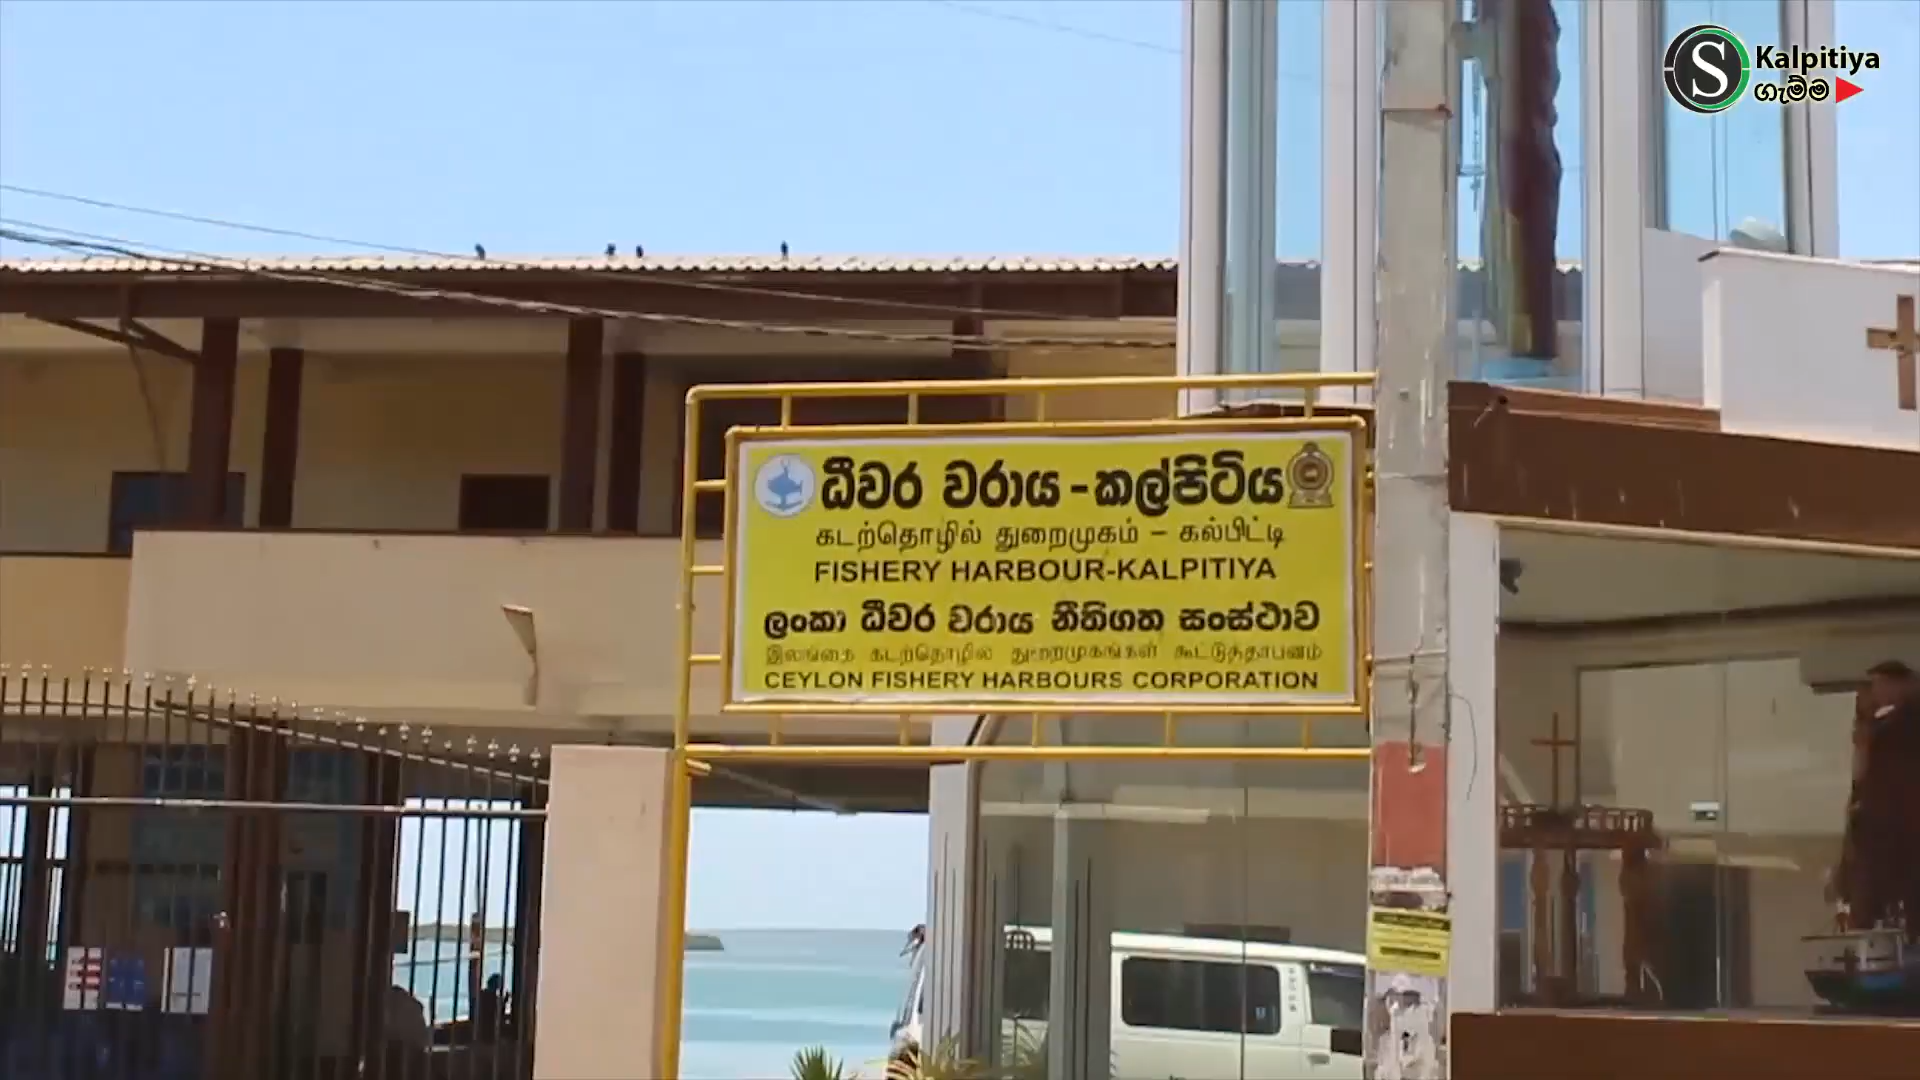 S Kalpitiya
ගැම්ම
ධීවර වරාය - කල්පිටිය
கடற்றொழில் துறைமுகம் - கல்பிட்டி
FISHERY HARBOUR-KALPITIYA
ලංකා ධීවර වරාය නීතිගත සංස්ථාව
இலங்கை கடற்றொழில் துறைமுகங்கள் கூட்டுத்தாபனம்
CEYLON FISHERY HARBOURS CORPORATION